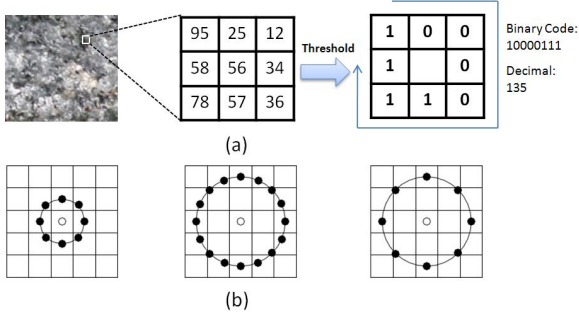 95 25 12
58 56 34
78 57 36
Threshold
1 0 0
1 0
1 1 0
Binary Code:
10000111
Decimal:
135
(a)
(b)